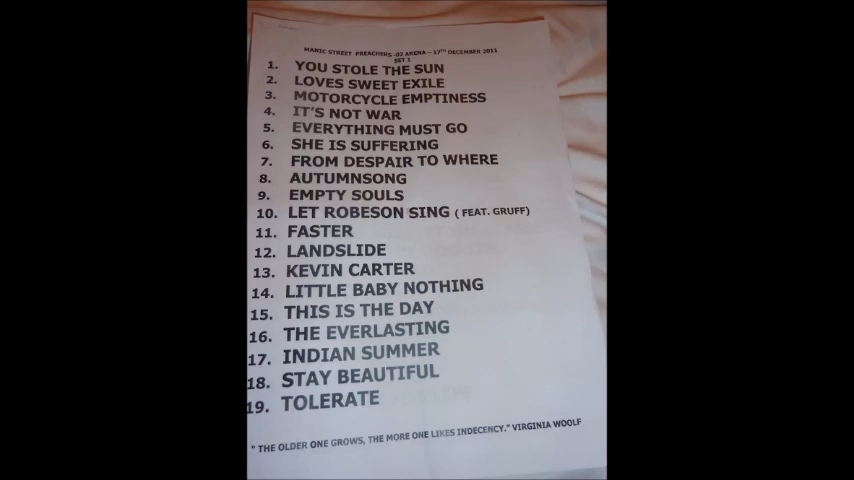 MANIC STREET PREACHERS -02 ARENA – 17TH DECEMBER 2011
SET 1
1. YOU STOLE THE SUN
2. LOVES SWEET EXILE
3. MOTORCYCLE EMPTINESS
4. IT'S NOT WAR
5. EVERYTHING MUST GO
6. SHE IS SUFFERING
7. FROM DESPAIR TO WHERE
8. AUTUMNSONG
9. EMPTY SOULS
10. LET ROBESON SING ( FEAT. GRUFF)
11. FASTER
12. LANDSLIDE
13. KEVIN CARTER
14. LITTLE BABY NOTHING
15. THIS IS THE DAY
16. THE EVERLASTING
17. INDIAN SUMMER
18. STAY BEAUTIFUL
19. TOLERATE
" THE OLDER ONE GROWS, THE MORE ONE LIKES INDECENCY." VIRGINIA WOOLF